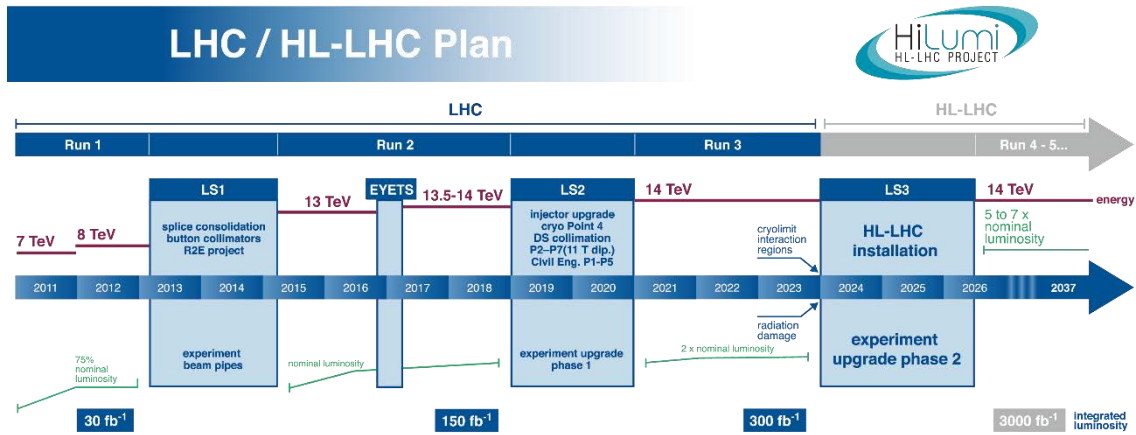 LHC / HL-LHC Plan
HiLumi
HL-LHC PROJECT
LHC
HL-LHC
Run 1
Run 2
Run 3
Run 4 - 5...
LS1
EYETS
LS2
LS3
7 TeV
8 TeV
13 TeV
13.5-14 TeV
14 TeV
14 TeV
energy
splice consolidation
button collimators
R2E project
injector upgrade
cryo Point 4
DS collimation
P2-P7(11 T dip.)
Civil Eng. P1-P5
cryolimit
interaction
regions
HL-LHC
installation
5 to 7 x
nominal
luminosity
2011
2012
2013
2014
2015
2016
2017
2018
2019
2020
2021
2022
2023
2024
2025
2026
2037
75%
nominal
luminosity
experiment
beam pipes
nominal luminosity
experiment upgrade
phase 1
2 x nominal luminosity
radiation
damage
experiment
upgrade phase 2
30 fb-1
150 fb-1
300 fb-1
3000 fb-1
integrated
luminosity